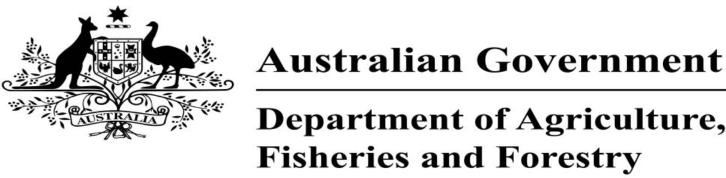 AUSTRALIA
Australian Government
Department of Agriculture,
Fisheries and Forestry